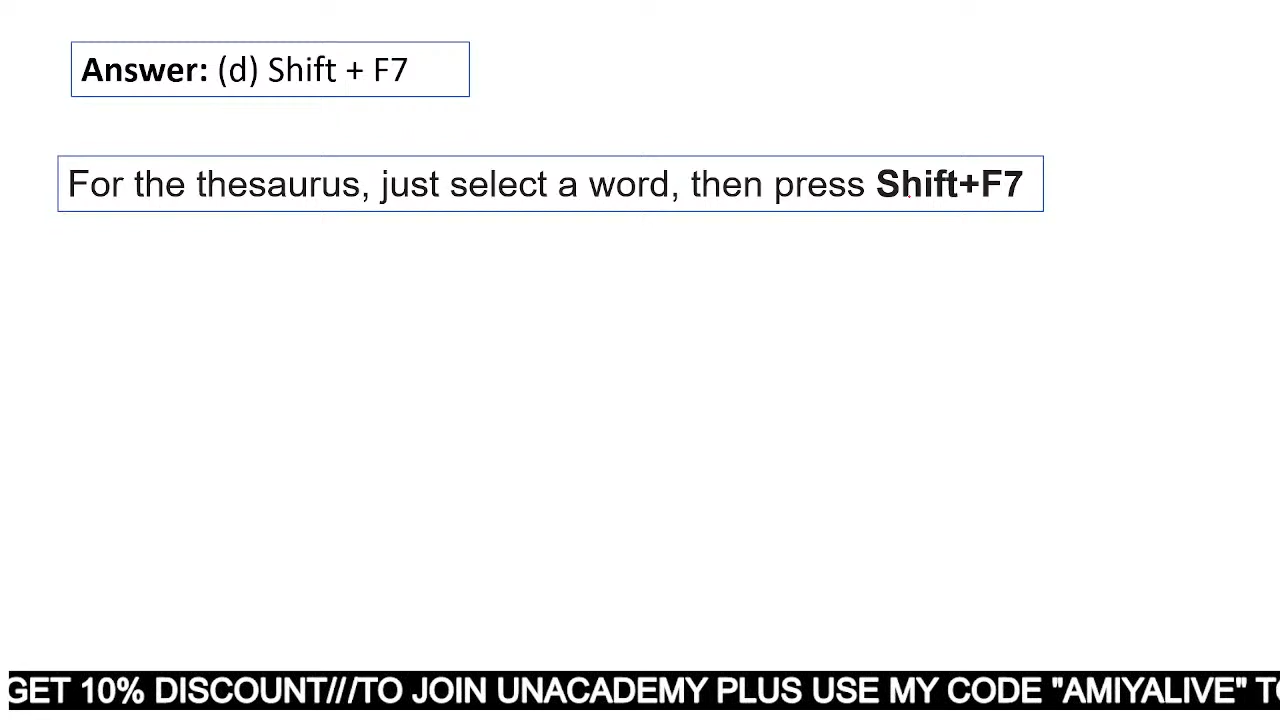 Answer: (d) Shift + F7
For the thesaurus, just select a word, then press Shift+F7
GET 10% DISCOUNT///TO JOIN UNACADEMY PLUS USE MY CODE "AMIYALIVE"